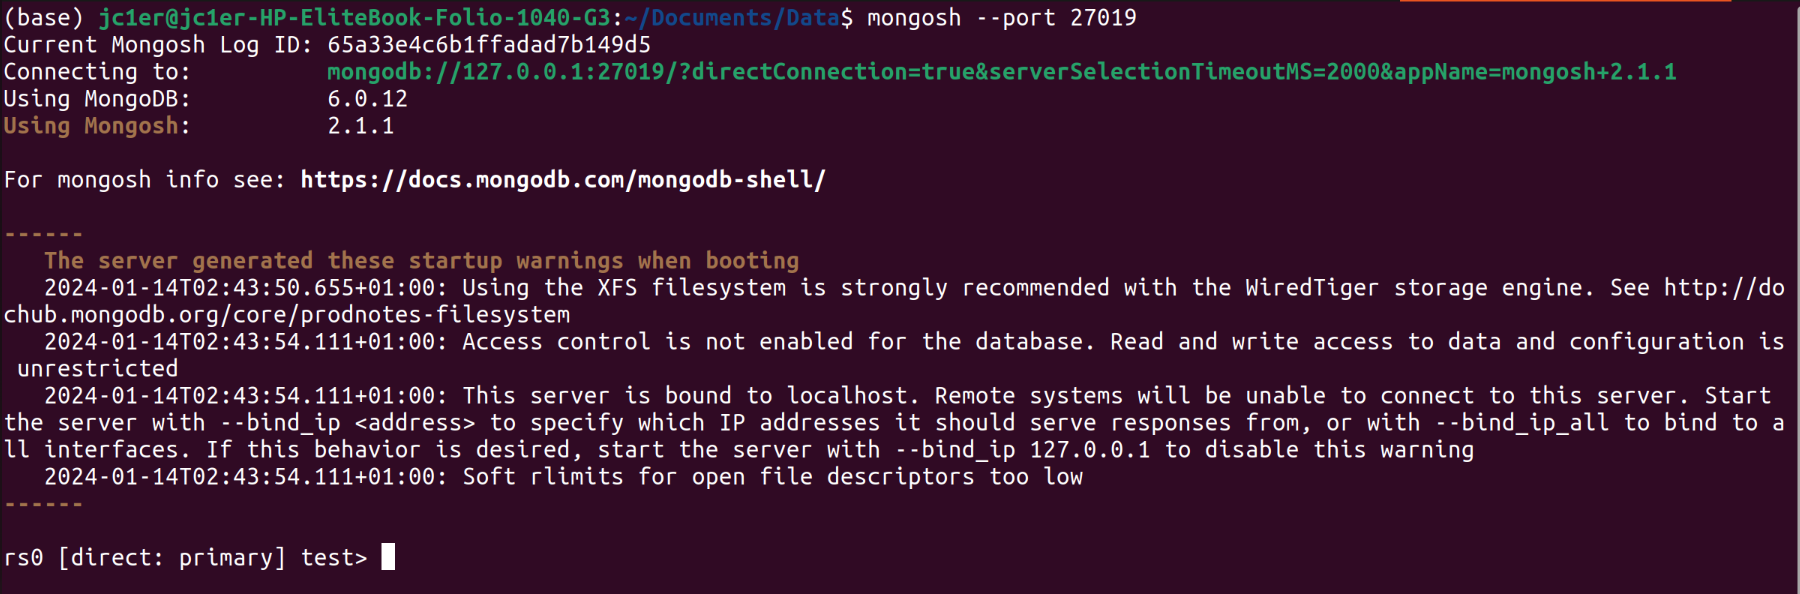 (base) jc1er@jc1er-HP-EliteBook-Folio-1040-G3:~/Documents/Data$ mongosh --port 27019
Current Mongosh Log ID: 65a33e4c6b1ffadad7b149d5
Connecting to:          mongodb://127.0.0.1:27019/?directConnection=true&serverSelectionTimeoutMS=2000&appName=mongosh+2.1.1
Using MongoDB:          6.0.12
Using Mongosh:          2.1.1
For mongosh info see: https://docs.mongodb.com/mongodb-shell/
------
   The server generated these startup warnings when booting
   2024-01-14T02:43:50.655+01:00: Using the XFS filesystem is strongly recommended with the WiredTiger storage engine. See http://do
chub.mongodb.org/core/prodnotes-filesystem
   2024-01-14T02:43:54.111+01:00: Access control is not enabled for the database. Read and write access to data and configuration is
 unrestricted
   2024-01-14T02:43:54.111+01:00: This server is bound to localhost. Remote systems will be unable to connect to this server. Start
the server with --bind_ip <address> to specify which IP addresses it should serve responses from, or with --bind_ip_all to bind to a
ll interfaces. If this behavior is desired, start the server with --bind_ip 127.0.0.1 to disable this warning
   2024-01-14T02:43:54.111+01:00: Soft rlimits for open file descriptors too low
------
rs0 [direct: primary] test>